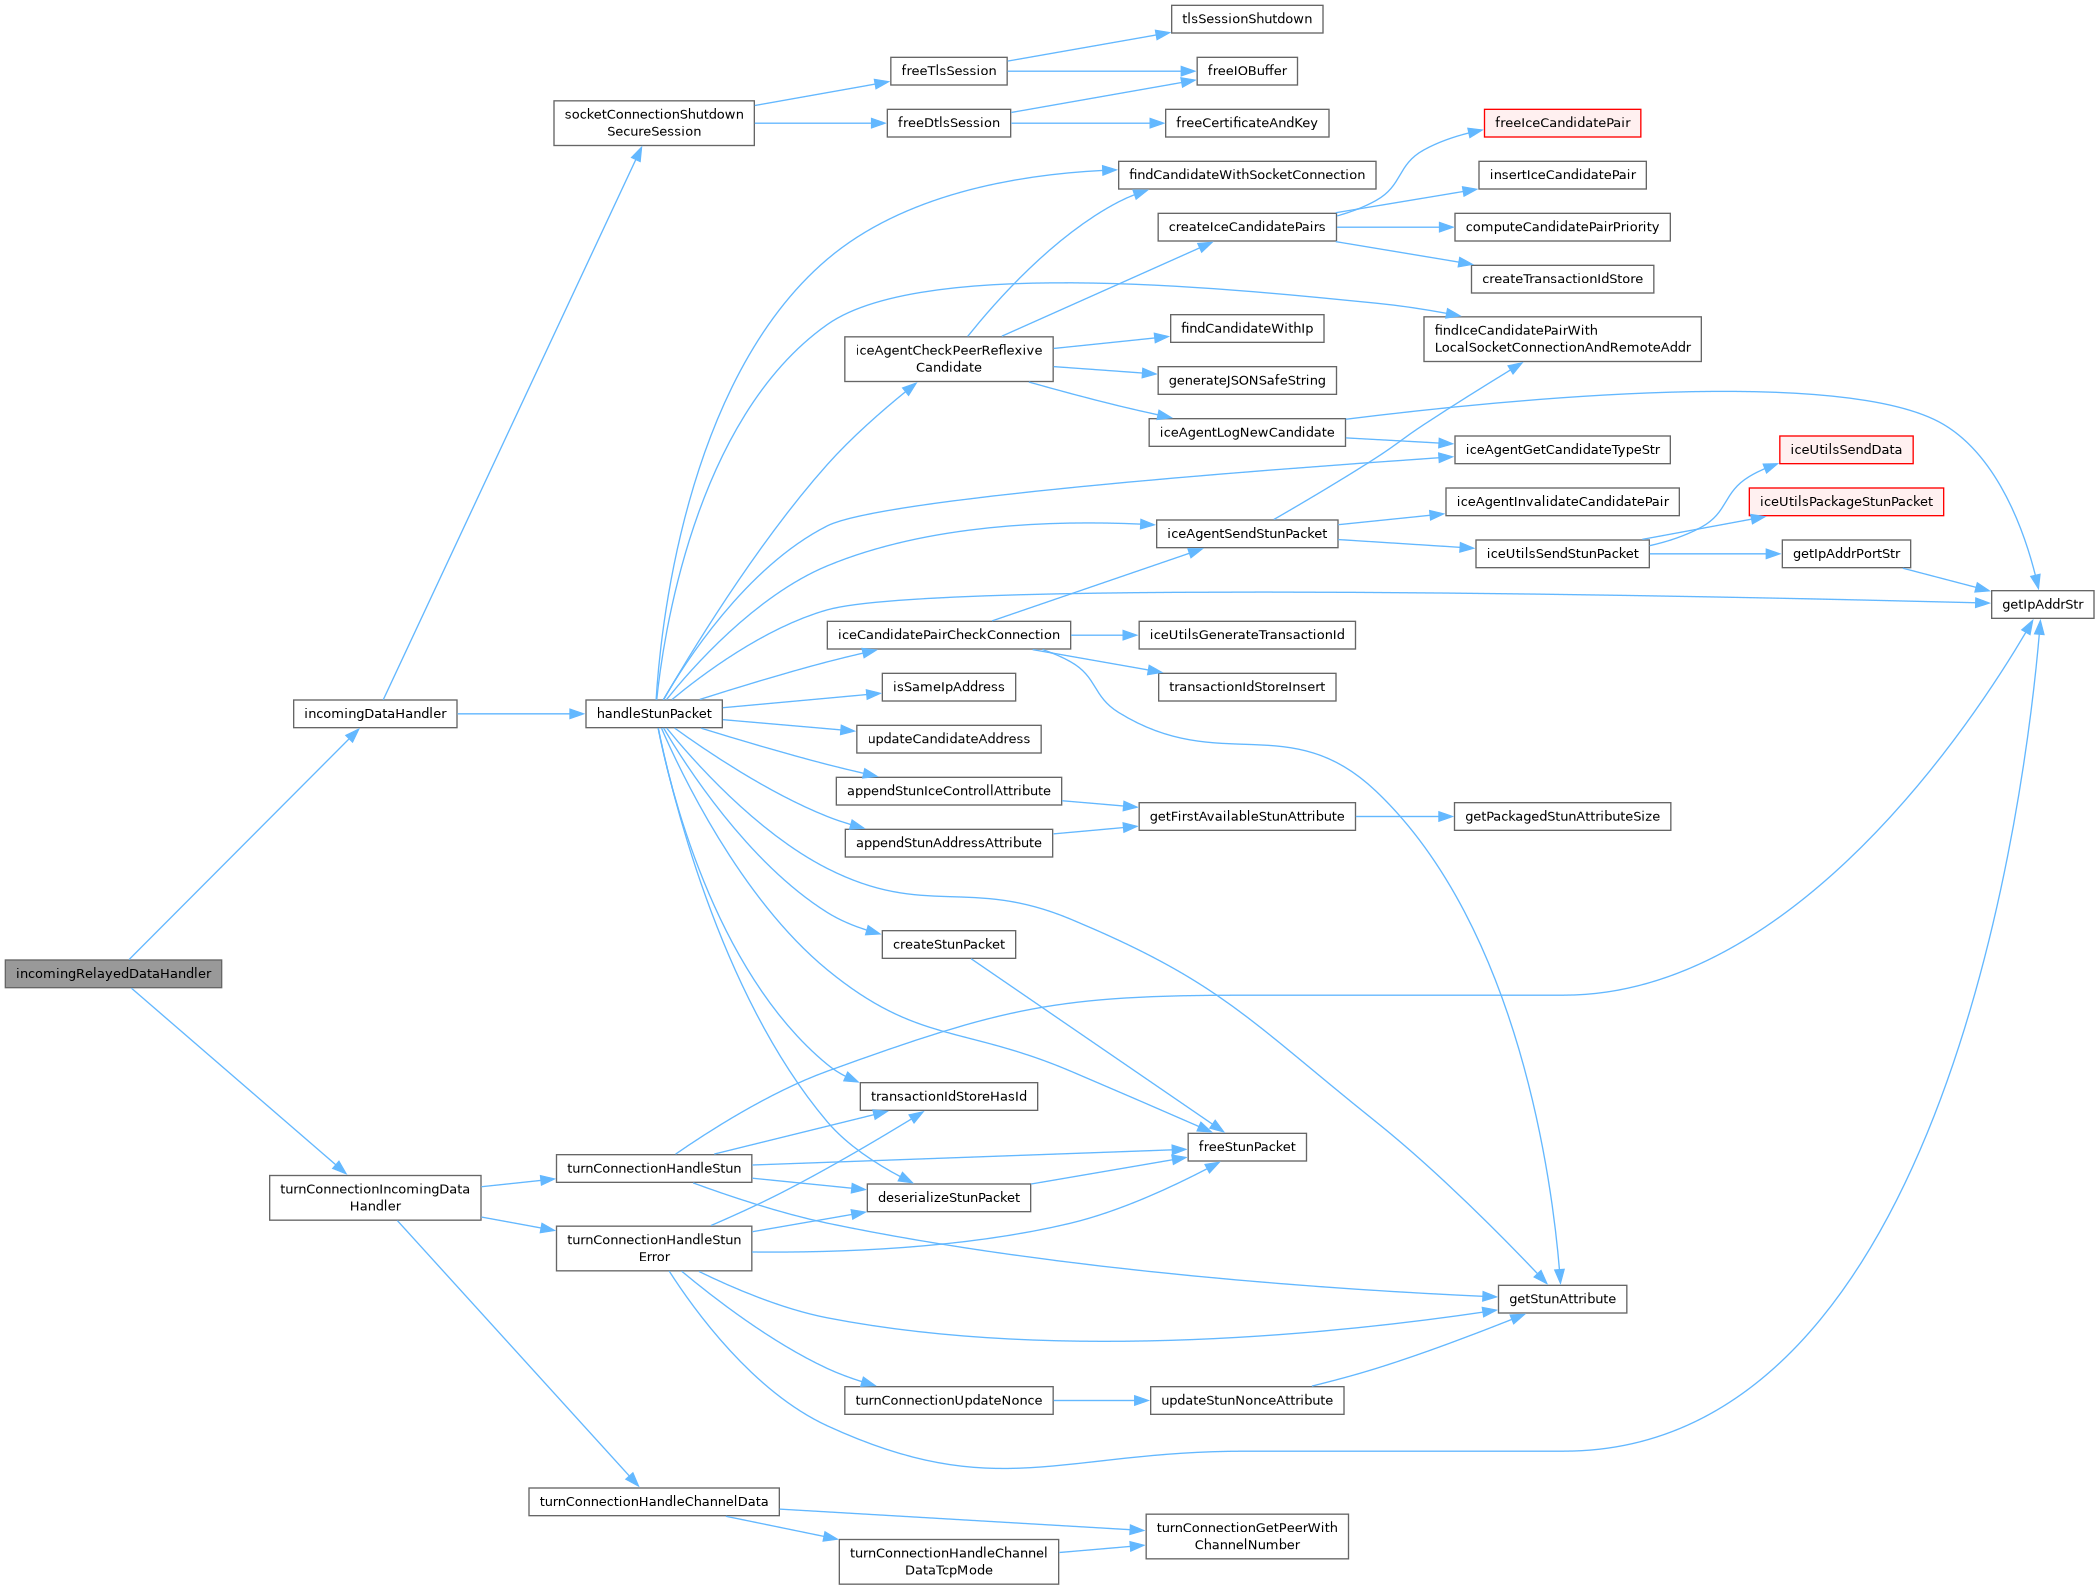 tlsSessionShutdown
freeTlsSession
freeIOBuffer
socketConnectionShutdown
SecureSession
freeDtlsSession
freeCertificateAndKey
freeIceCandidatePair
findCandidateWithSocketConnection
insertIceCandidatePair
createIceCandidatePairs
computeCandidatePairPriority
createTransactionIdStore
findCandidateWithIp
findIceCandidatePairWith
LocalSocketConnectionAndRemoteAddr
iceAgentCheckPeerReflexive
Candidate
generateJSONSafeString
iceAgentLogNewCandidate
iceAgentGetCandidateTypeStr
iceUtilsSendData
iceAgentInvalidateCandidatePair
iceUtilsPackageStunPacket
iceAgentSendStunPacket
iceUtilsSendStunPacket
getIpAddrPortStr
getIpAddrStr
iceCandidatePairCheckConnection
iceUtilsGenerateTransactionId
isSameIpAddress
transactionIdStoreInsert
incomingDataHandler
handleStunPacket
updateCandidateAddress
appendStunIceControllAttribute
getFirstAvailableStunAttribute
getPackagedStunAttributeSize
appendStunAddressAttribute
createStunPacket
incomingRelayedDataHandler
transactionIdStoreHasId
freeStunPacket
turnConnectionHandleStun
turnConnectionIncomingData
Handler
deserializeStunPacket
turnConnectionHandleStun
Error
getStunAttribute
turnConnectionUpdateNonce
updateStunNonceAttribute
turnConnectionHandleChannelData
turnConnectionGetPeerWith
ChannelNumber
turnConnectionHandleChannel
DataTcpMode